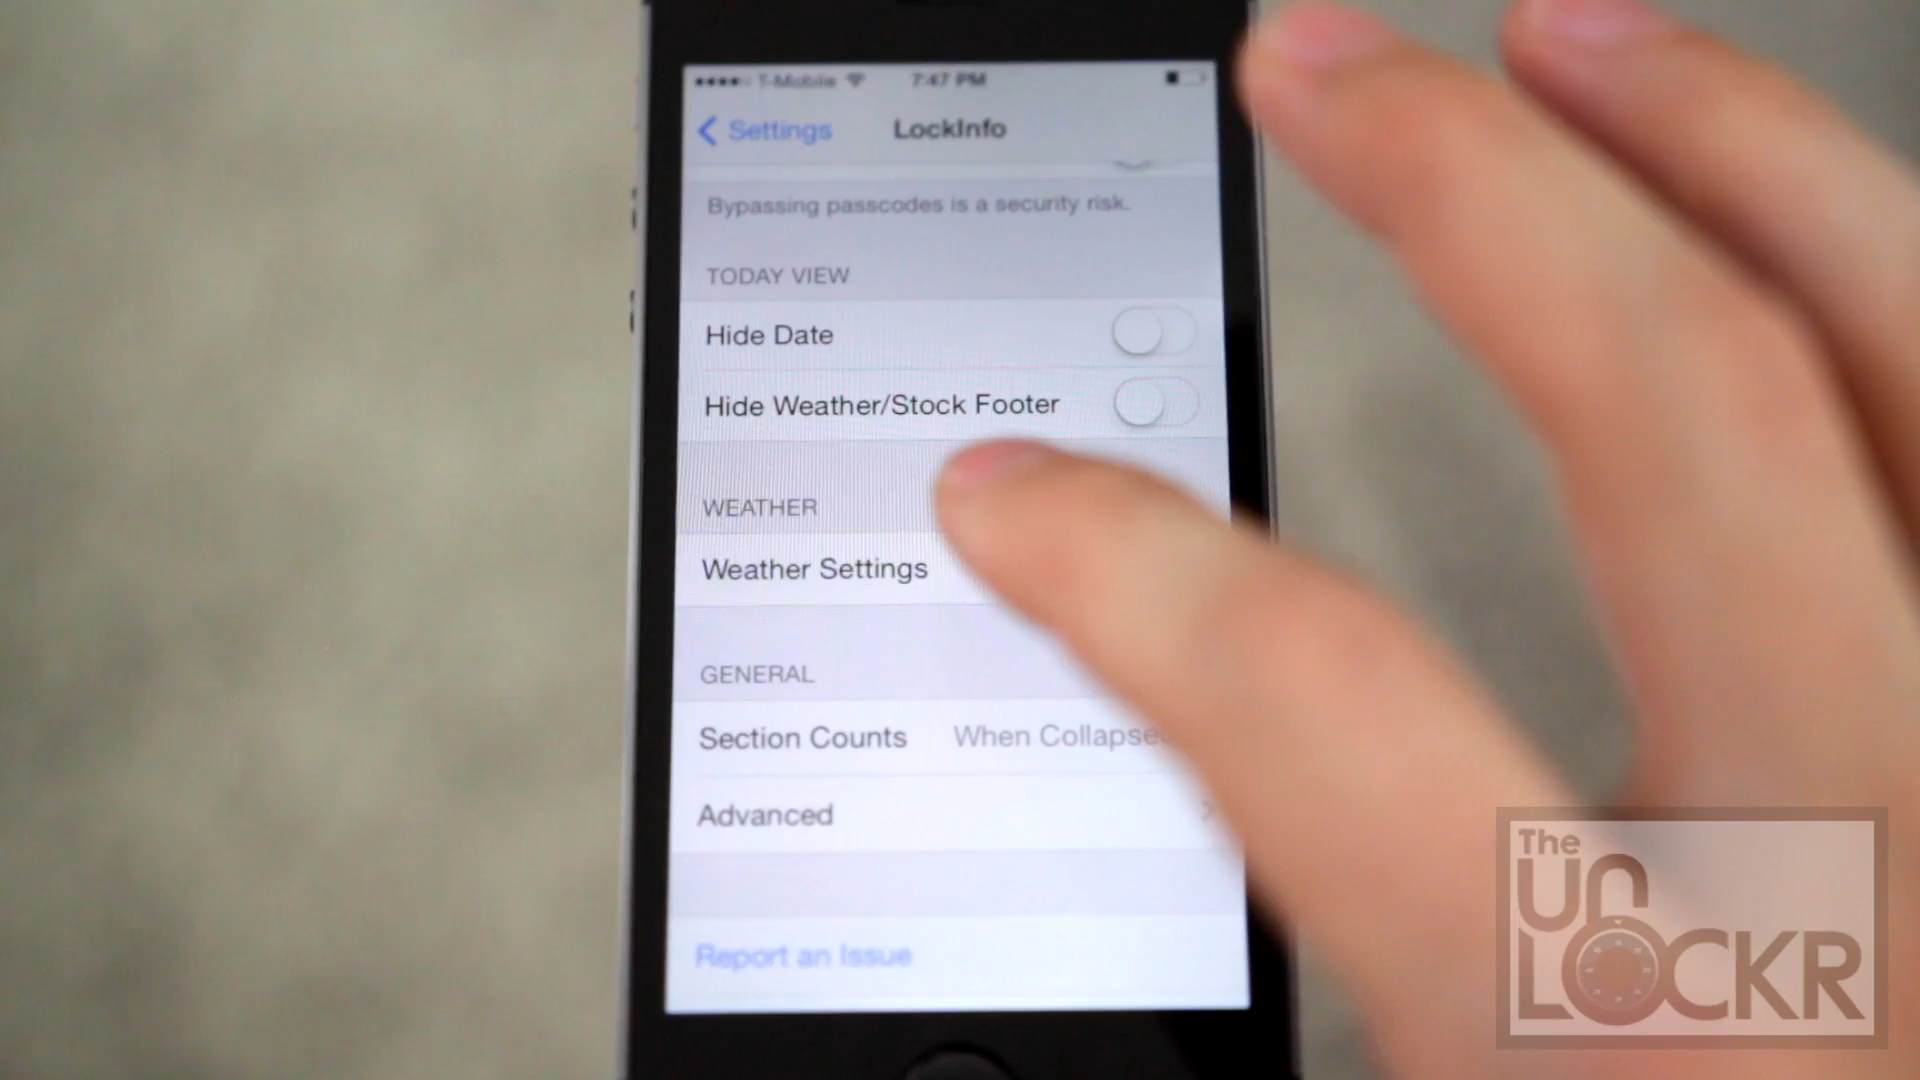 T-Mobile 7:47 PM
Settings LockInfo
Bypassing passcodes is a security risk.
TODAY VIEW
Hide Date
Hide Weather/Stock Footer
WEATHER
Weather Settings
GENERAL
Section Counts When Collapse
Advanced
Report an Issue
The
UN
LOCKR